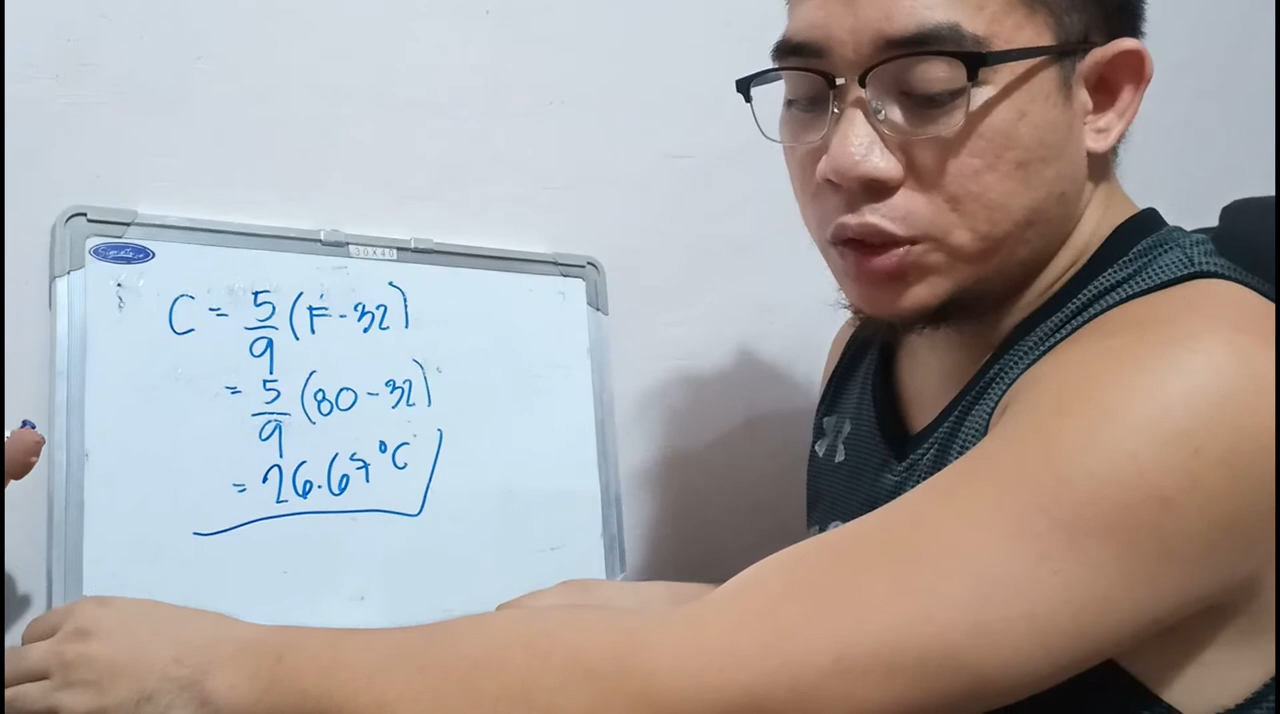 30X40
C = 5/9 (F - 32)
= 5/9 (80 - 32)
= 26.67°C